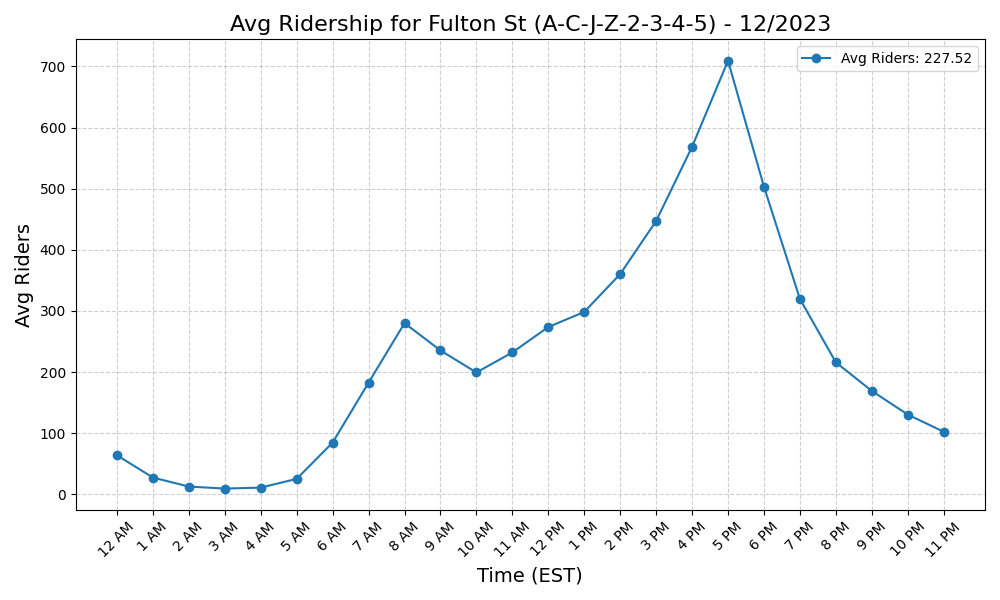 Avg Ridership for Fulton St (A-C-J-Z-2-3-4-5) - 12/2023
Avg Riders: 227.52
Avg Riders
700
600
500
400
300
200
100
0
12 AM
1 AM
2 AM
3 AM
4 AM
5 AM
6 AM
7 AM
8 AM
9 AM
10 AM
11 AM
12 PM
1 PM
2 PM
3 PM
4 PM
5 PM
6 PM
7 PM
8 PM
9 PM
10 PM
11 PM
Time (EST)